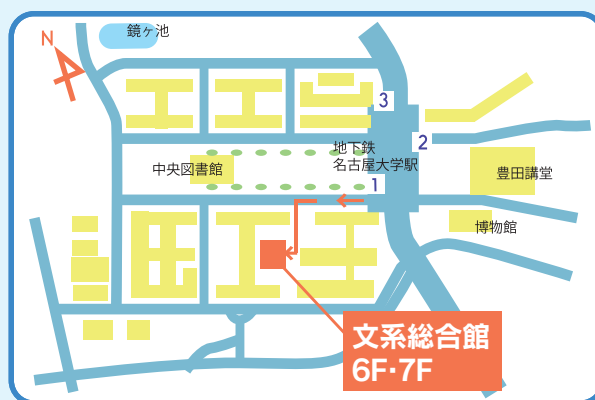 N
鏡ヶ池
3
2
地下鉄
名古屋大学駅
中央図書館
1
豊田講堂
博物館
文系総合館
6F·7F